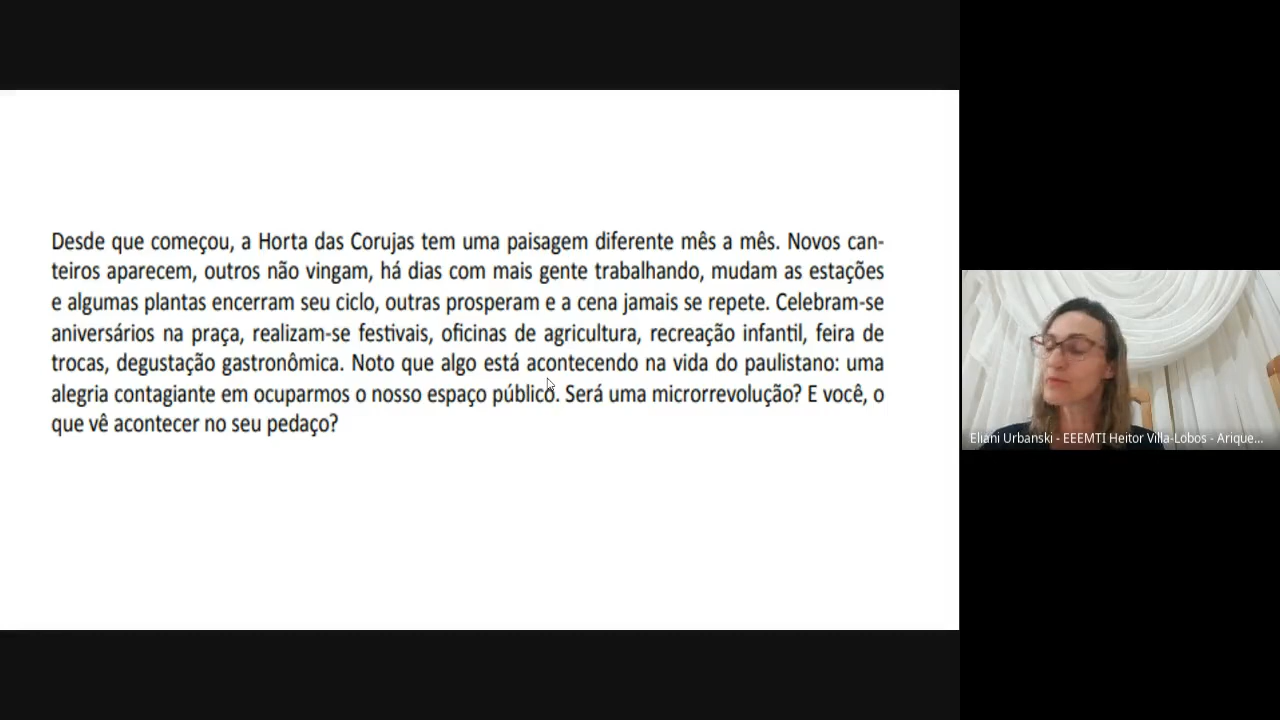 Desde que começou, a Horta das Corujas tem uma paisagem diferente mês a mês. Novos can-
teiros aparecem, outros não vingam, há dias com mais gente trabalhando, mudam as estações
e algumas plantas encerram seu ciclo, outras prosperam e a cena jamais se repete. Celebram-se
aniversários na praça, realizam-se festivais, oficinas de agricultura, recreação infantil, feira de
trocas, degustação gastronômica. Noto que algo está acontecendo na vida do paulistano: uma
alegria contagiante em ocuparmos o nosso espaço público. Será uma microrrevolução? E você, o
que vê acontecer no seu pedaço?
Eliani Urbanski - EEEMTI Heitor Villa-Lobos - Arique...